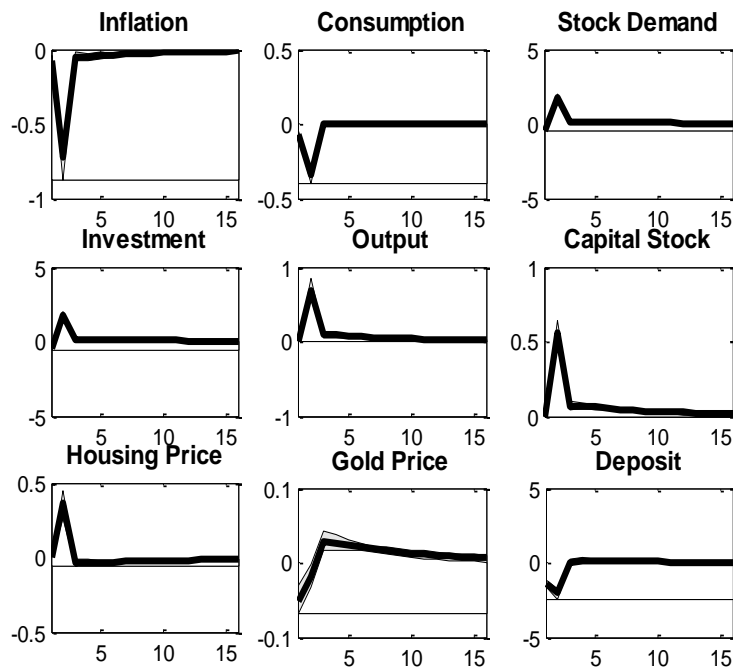 Inflation Consumption Stock Demand
0 -0.5 -1 5 10 15
0.5 0 -0.5 5 10 15
5 0 -5 5 10 15
Investment Output Capital Stock
5 0 -5 5 10 15
1 0 -1 5 10 15
1 0.5 0 5 10 15
Housing Price Gold Price Deposit
0.5 0 -0.5 5 10 15
0.1 0 -0.1 5 10 15
5 0 -5 5 10 15